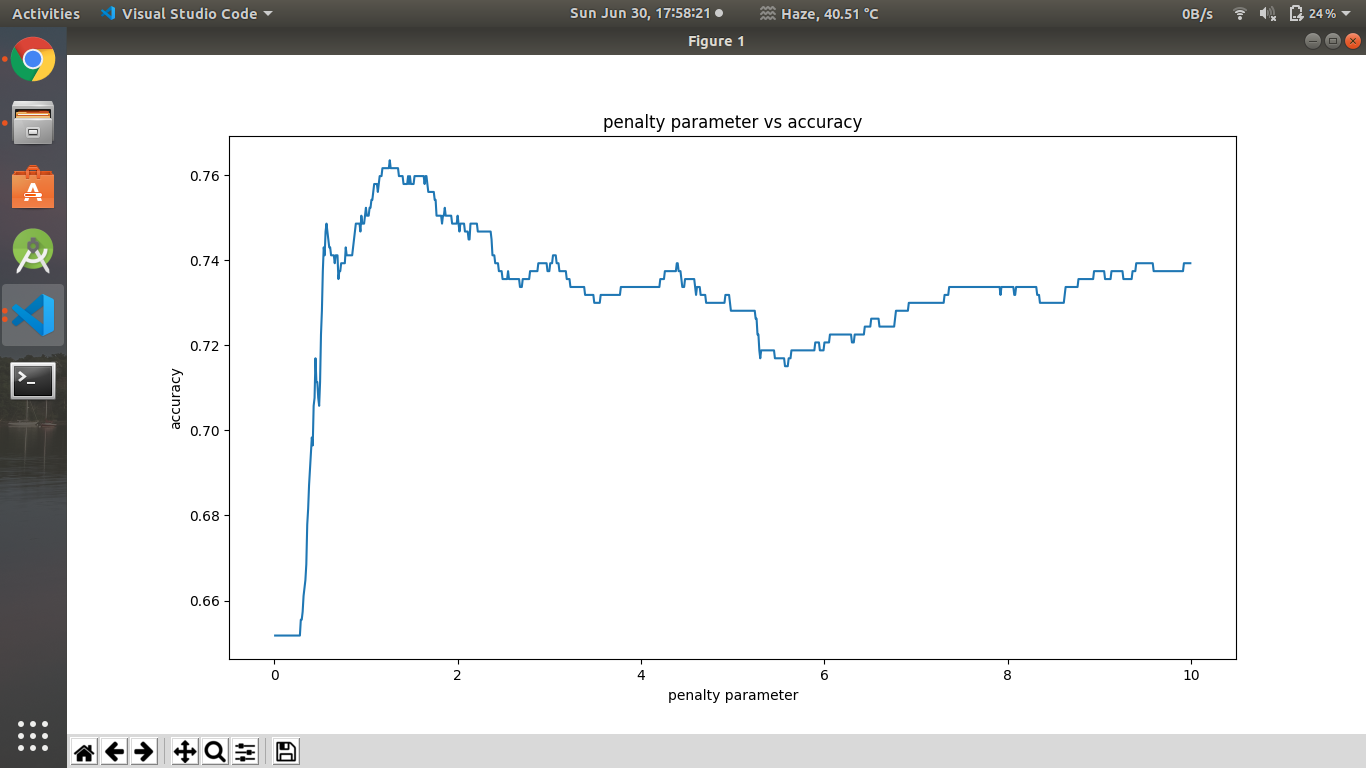 Activities Visual Studio Code Sun Jun 30, 17:58:21 Haze, 40.51 °C 0B/s 24 %
Figure 1
penalty parameter vs accuracy
0.76
0.74
0.72
0.70
0.68
0.66
accuracy
0 2 4 6 8 10
penalty parameter